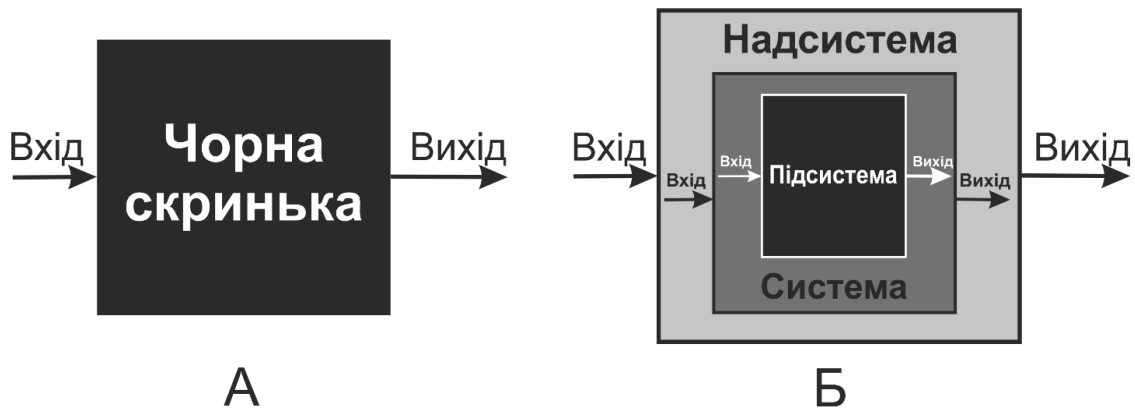 Вхід
Чорна
скринька
Вихід
А
Надсистема
Вхід
Вхід
Вхід
Підсистема
Вихід
Вихід
Вихід
Система
Б